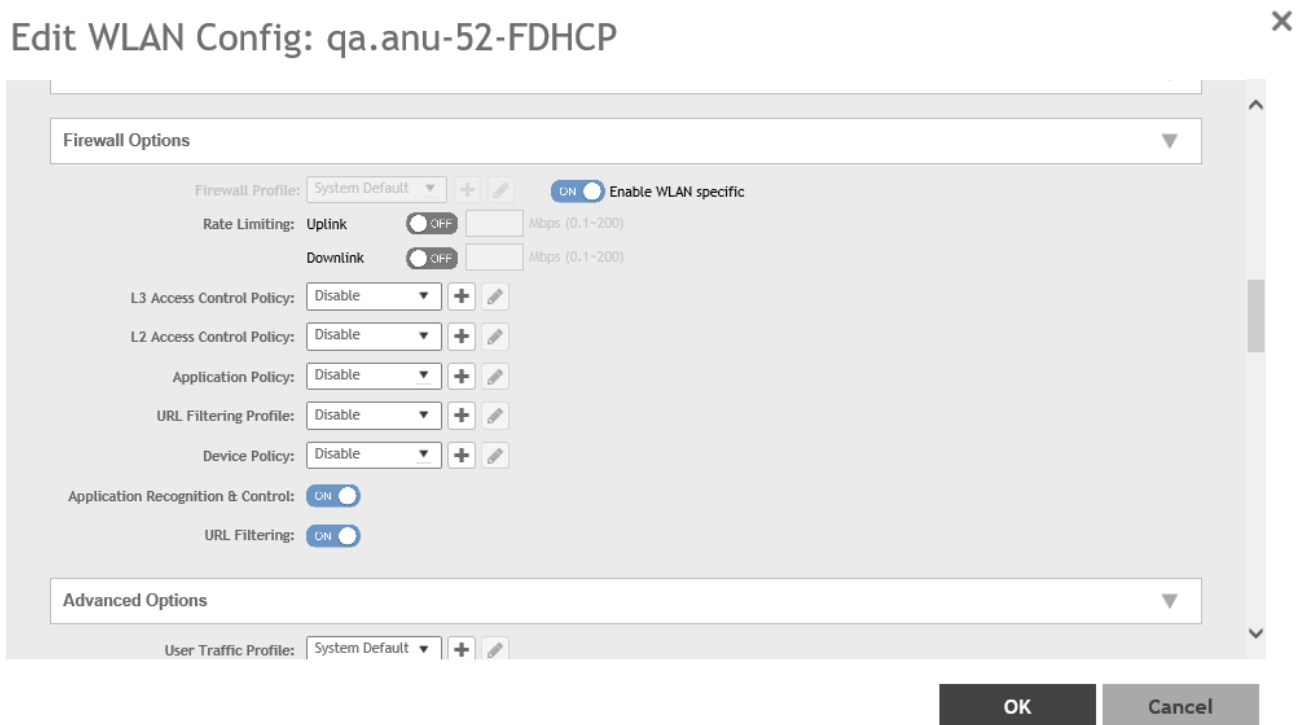 Edit WLAN Config: qa.anu-52-FDHCP
Firewall Options
Firewall Profile: System Default ON Enable WLAN specific
Rate Limiting: Uplink OFF Mbps (0.1~200)
Downlink OFF Mbps (0.1~200)
L3 Access Control Policy: Disable
L2 Access Control Policy: Disable
Application Policy: Disable
URL Filtering Profile: Disable
Device Policy: Disable
Application Recognition & Control: ON
URL Filtering: ON
Advanced Options
User Traffic Profile: System Default
OK Cancel